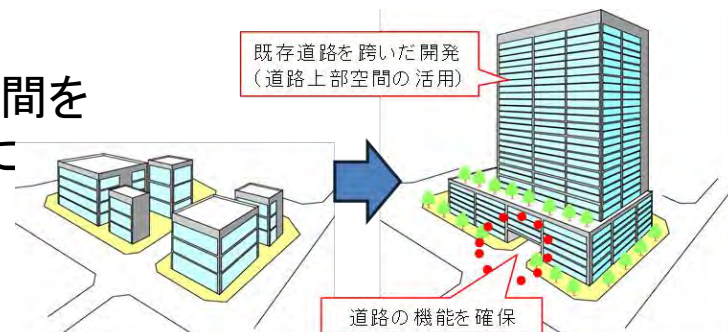 間を
て
既存道路を跨いだ開発
（道路上部空間の活用）
道路の機能を確保